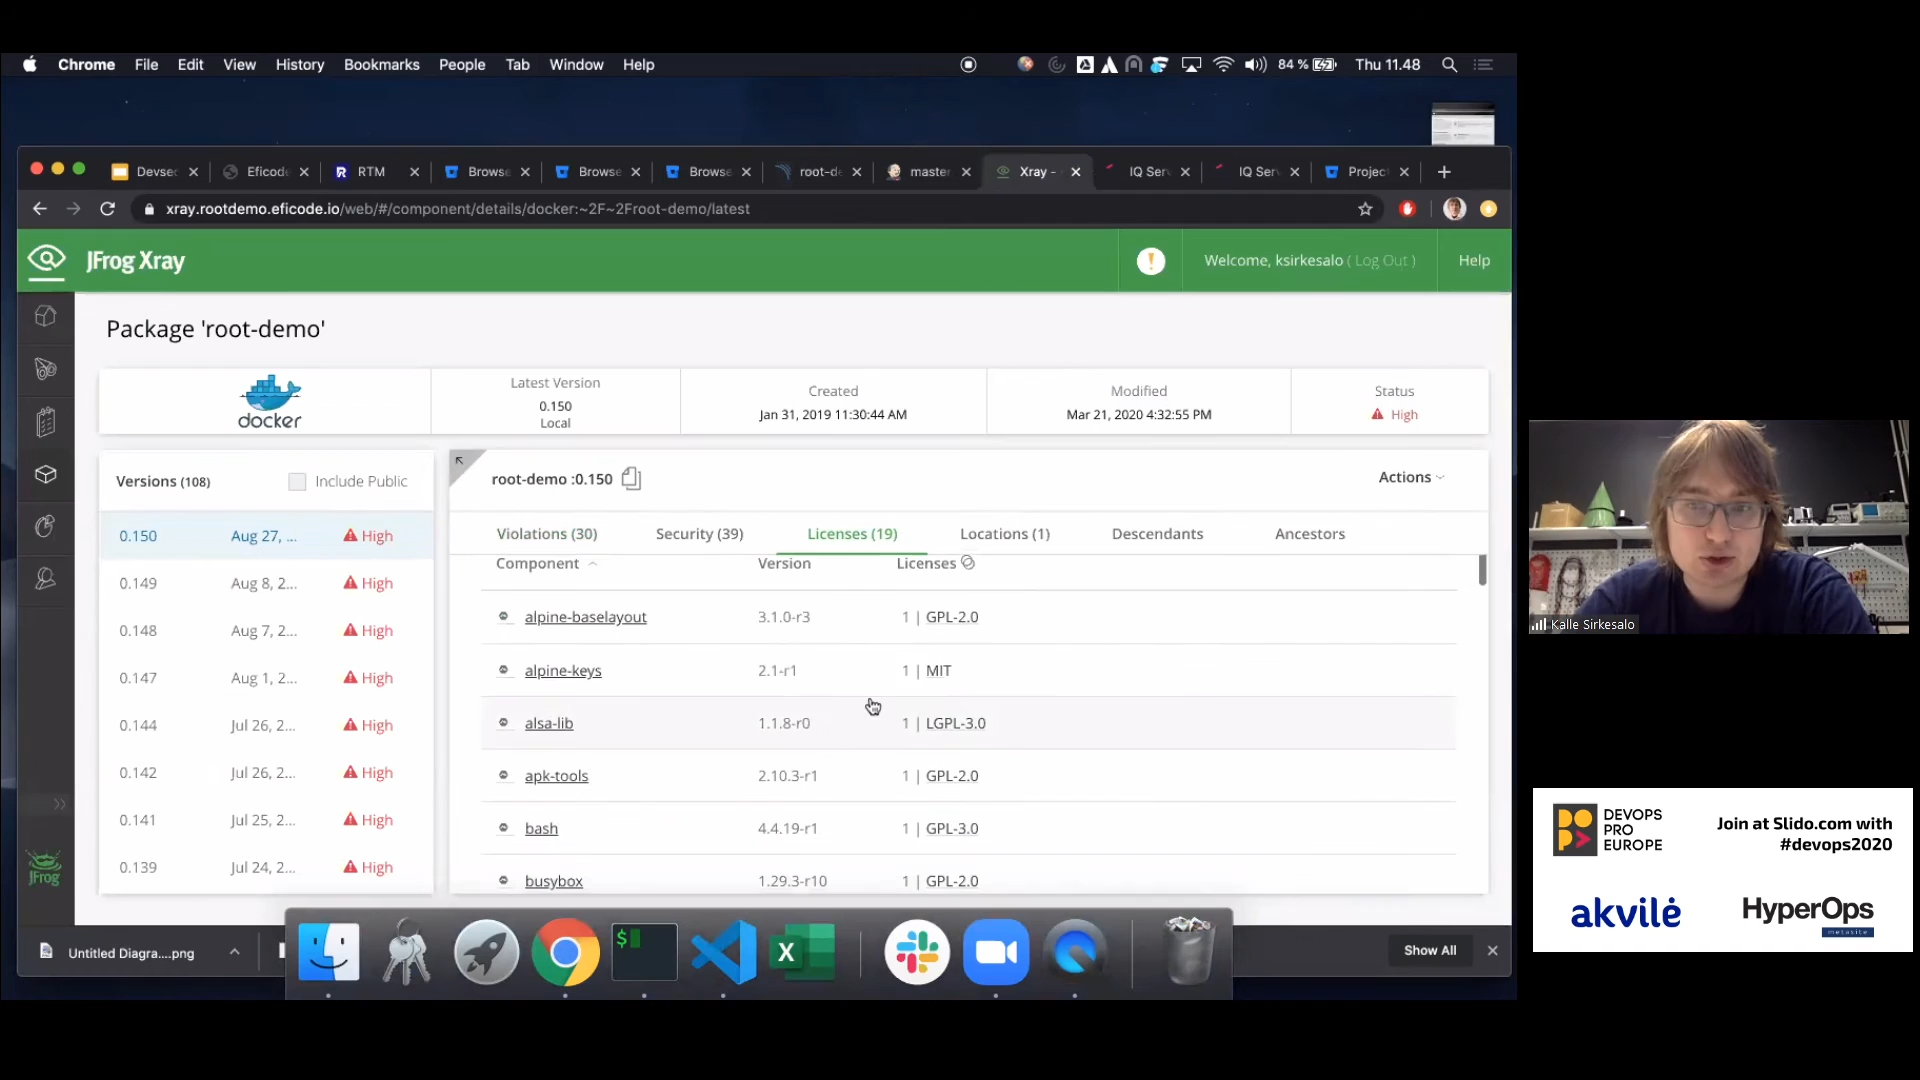 Chrome File Edit View History Bookmarks People Tab Window Help 84 % Thu 11.48
Devsec Eficode RTM Browse Browse Browse root-d master Xray - IQ Serv IQ Serv Project
xray.rootdemo.eficode.io/web/#/component/details/docker:~2F~2Froot-demo/latest
JFrog Xray
!
Welcome, ksirkesalo ( Log Out )
Help
Package 'root-demo'
docker
Latest Version
0.150
Local
Created
Jan 31, 2019 11:30:44 AM
Modified
Mar 21, 2020 4:32:55 PM
Status
High
Versions (108)
Include Public
0.150 Aug 27, ... High
0.149 Aug 8, 2... High
0.148 Aug 7, 2... High
0.147 Aug 1, 2... High
0.144 Jul 26, 2... High
0.142 Jul 26, 2... High
0.141 Jul 25, 2... High
0.139 Jul 24, 2... High
root-demo :0.150
Actions
Violations (30) Security (39) Licenses (19) Locations (1) Descendants Ancestors
Component Version Licenses
alpine-baselayout 3.1.0-r3 1 | GPL-2.0
alpine-keys 2.1-r1 1 | MIT
alsa-lib 1.1.8-r0 1 | LGPL-3.0
apk-tools 2.10.3-r1 1 | GPL-2.0
bash 4.4.19-r1 1 | GPL-3.0
busybox 1.29.3-r10 1 | GPL-2.0
JFrog
Untitled Diagra....png
$
X
Show All
Kalle Sirkesalo
DEVOPS
PRO
EUROPE
Join at Slido.com with
#devops2020
akvilė
HyperOps
metasite